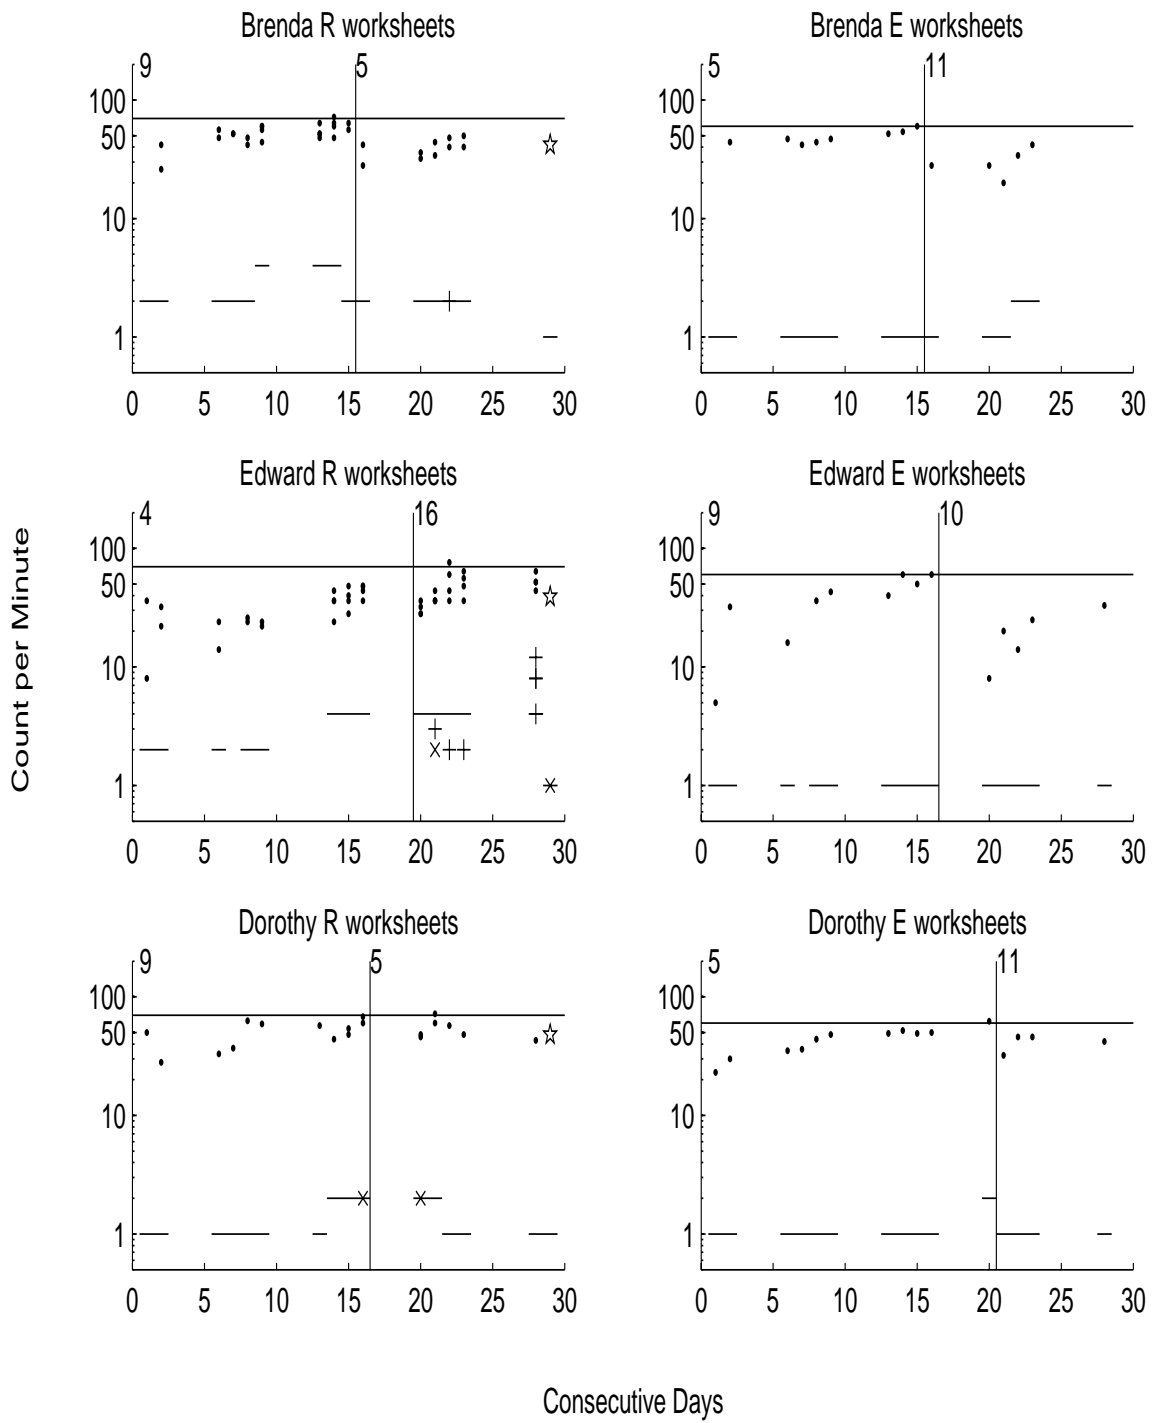 Brenda R worksheets
9 5
100
50
10
1
0 5 10 15 20 25 30
Brenda E worksheets
5 11
100
50
10
1
0 5 10 15 20 25 30
Edward R worksheets
4 16
100
50
10
1
0 5 10 15 20 25 30
Edward E worksheets
9 10
100
50
10
1
0 5 10 15 20 25 30
Dorothy R worksheets
9 5
100
50
10
1
0 5 10 15 20 25 30
Dorothy E worksheets
5 11
100
50
10
1
0 5 10 15 20 25 30
Count per Minute
Consecutive Days